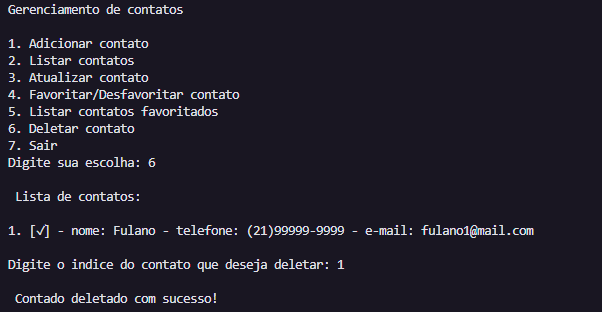 Gerenciamento de contatos
1. Adicionar contato
2. Listar contatos
3. Atualizar contato
4. Favoritar/Desfavoritar contato
5. Listar contatos favoritados
6. Deletar contato
7. Sair
Digite sua escolha: 6
Lista de contatos:
1. [✓] - nome: Fulano - telefone: (21)99999-9999 - e-mail: fulano1@mail.com
Digite o indice do contato que deseja deletar: 1
Contado deletado com sucesso!